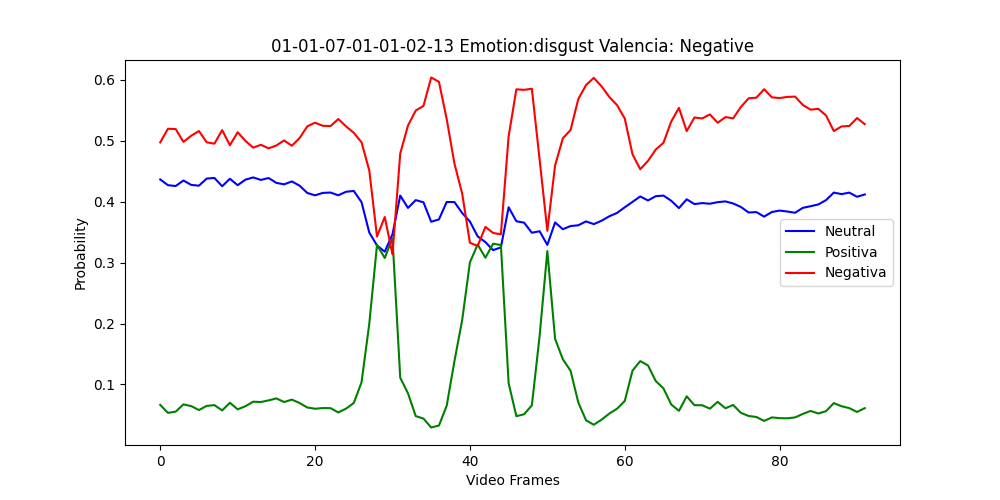 01-01-07-01-01-02-13 Emotion:disgust Valencia: Negative
Probability
0.6
0.5
0.4
0.3
0.2
0.1
Neutral
Positiva
Negativa
0 20 40 60 80
Video Frames